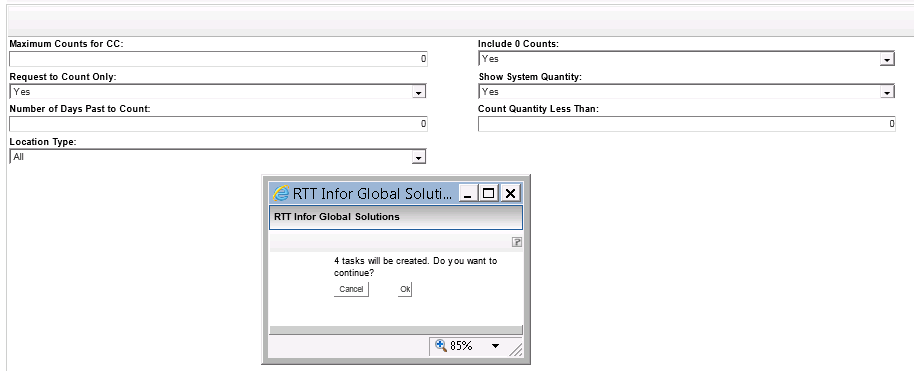 Maximum Counts for CC:
0
Include 0 Counts:
Yes
Request to Count Only:
Yes
Show System Quantity:
Yes
Number of Days Past to Count:
0
Count Quantity Less Than:
0
Location Type:
All
RTT Infor Global Soluti...
RTT Infor Global Solutions
?
4 tasks will be created. Do you want to
continue?
Cancel Ok
85%